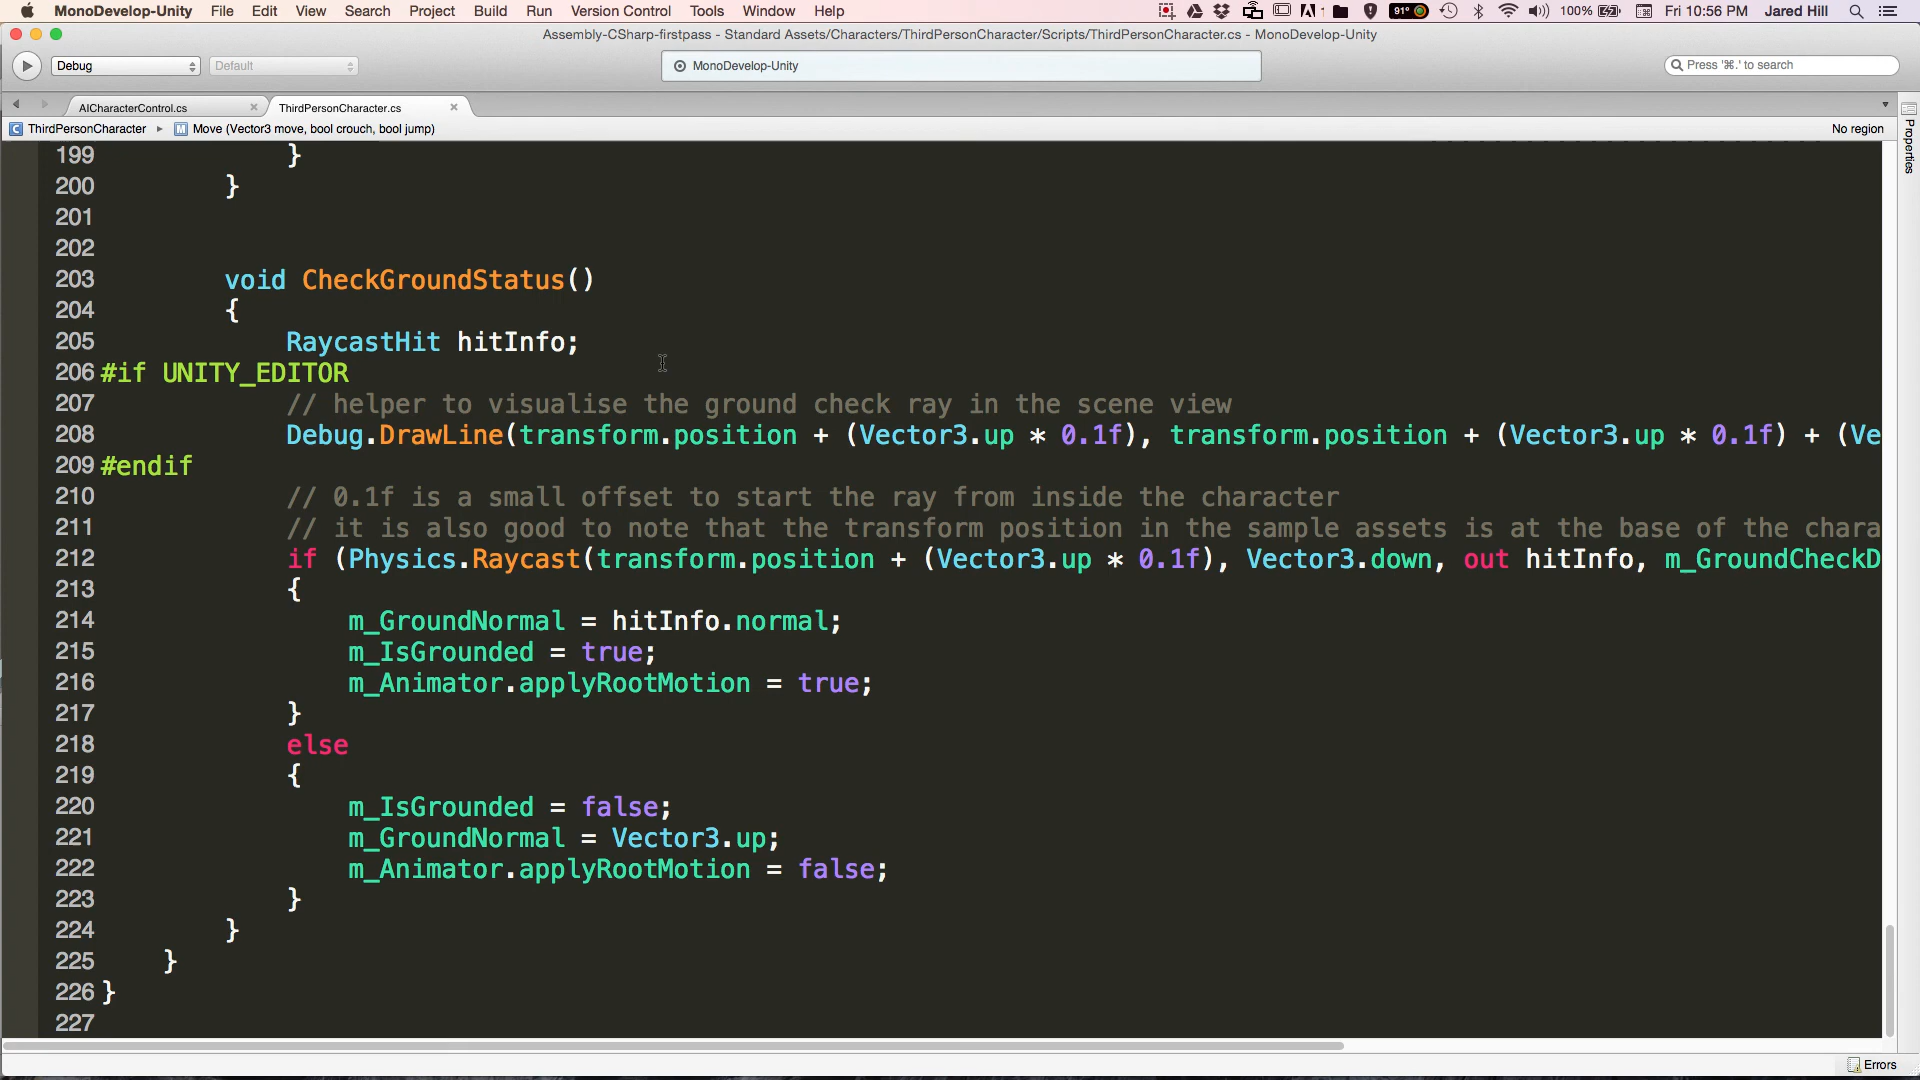 MonoDevelop-Unity File Edit View Search Project Build Run Version Control Tools Window Help 91° 100% Fri 10:56 PM Jared Hill
Assembly-CSharp-firstpass - Standard Assets/Characters/ThirdPersonCharacter/Scripts/ThirdPersonCharacter.cs - MonoDevelop-Unity
Debug Default MonoDevelop-Unity Press '⌘.' to search
AICharacterControl.cs ThirdPersonCharacter.cs
ThirdPersonCharacter Move (Vector3 move, bool crouch, bool jump) No region
Properties
199 }
200 }
201
202
203 void CheckGroundStatus()
204 {
205 RaycastHit hitInfo;
206 #if UNITY_EDITOR
207 // helper to visualise the ground check ray in the scene view
208 Debug.DrawLine(transform.position + (Vector3.up * 0.1f), transform.position + (Vector3.up * 0.1f) + (Ve
209 #endif
210 // 0.1f is a small offset to start the ray from inside the character
211 // it is also good to note that the transform position in the sample assets is at the base of the chara
212 if (Physics.Raycast(transform.position + (Vector3.up * 0.1f), Vector3.down, out hitInfo, m_GroundCheckD
213 {
214 m_GroundNormal = hitInfo.normal;
215 m_IsGrounded = true;
216 m_Animator.applyRootMotion = true;
217 }
218 else
219 {
220 m_IsGrounded = false;
221 m_GroundNormal = Vector3.up;
222 m_Animator.applyRootMotion = false;
223 }
224 }
225 }
226 }
227
Errors